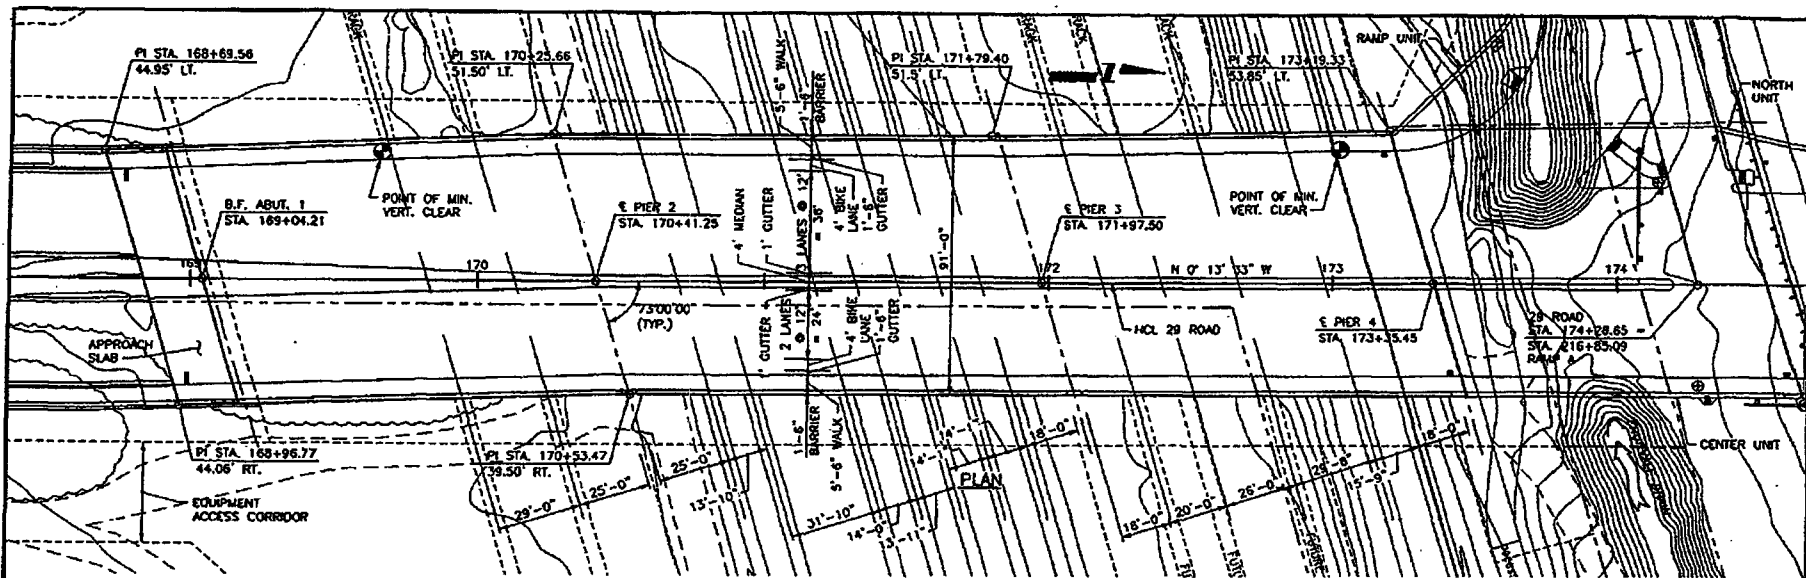 PI STA. 168+69.56
44.95' LT.
PI STA. 170+25.66
51.50' LT.
5'-6" WALK
1'-6"
BARRIER
PI STA. 171+79.40
51.5' LT.
PI STA. 173+19.33
53.85' LT.
RAMP UNIT
NORTH
UNIT
B.F. ABUT. 1
STA. 169+04.21
POINT OF MIN.
VERT. CLEAR
℄ PIER 2
STA. 170+41.25
4' MEDIAN
1' GUTTER
3 LANES @ 12'
= 36'
4' BIKE
LANE
1'-6"
GUTTER
91'-0"
℄ PIER 3
STA. 171+97.50
POINT OF MIN.
VERT. CLEAR
169
170
172
N 0° 13' 33" W
173
174
73°00'00"
(TYP.)
1' GUTTER
2 LANES
@ 12'
= 24'
4' BIKE
LANE
1'-6"
GUTTER
HCL 29 ROAD
℄ PIER 4
STA. 173+35.45
29 ROAD
STA. 174+28.65
STA. 216+85.09
RAMP A
APPROACH
SLAB
PI STA. 168+96.77
44.06' RT.
PI STA. 170+53.47
39.50' RT.
1'-6"
BARRIER
5'-6" WALK
CENTER UNIT
EQUIPMENT
ACCESS CORRIDOR
29'-0"
25'-0"
25'-0"
13'-10"
31'-10"
14'-0"
13'-11"
18'-0"
PLAN
18'-0"
20'-0"
26'-0"
15'-9"